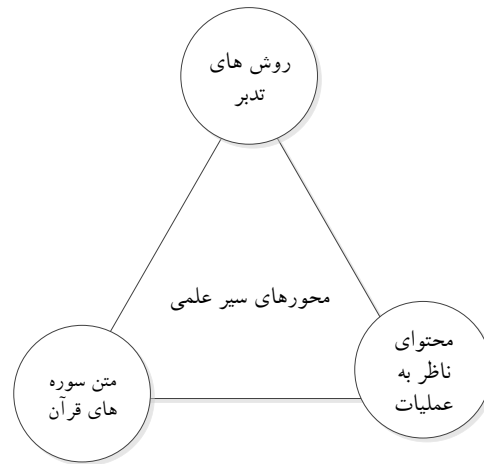 روش های
تدبر
محورهای سیر علمی
محتوای
ناظر به
عملیات
متن سوره
های قرآن